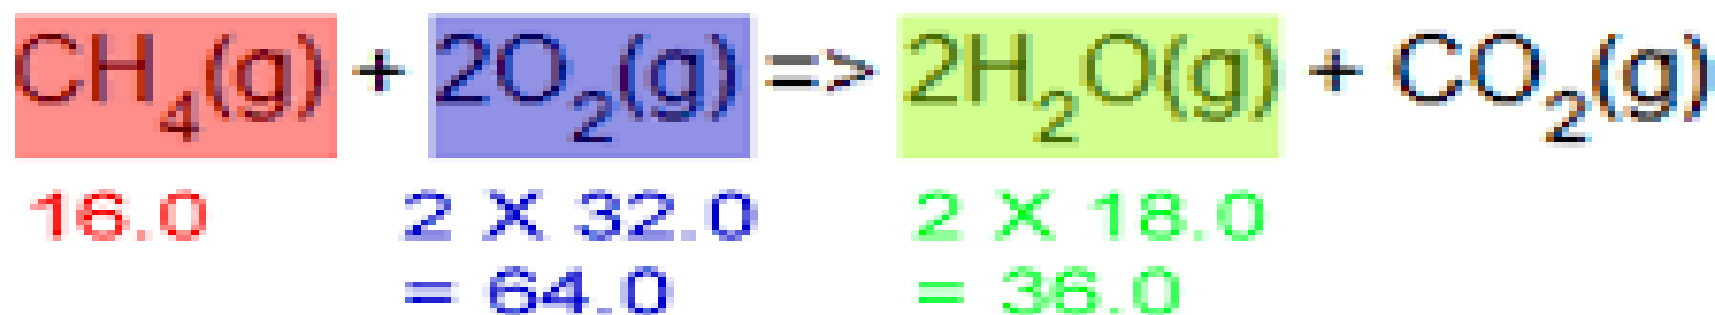 CH₄(g) + 2O₂(g) => 2H₂O(g) + CO₂(g)
16.0 2 X 32.0 2 X 18.0
= 64.0 = 36.0